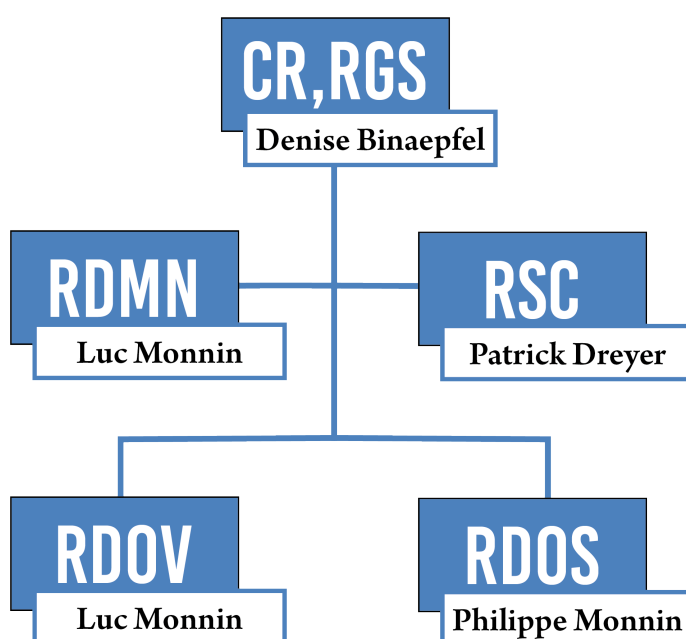 CR,RGS
Denise Binaepfel
RDMN
Luc Monnin
RSC
Patrick Dreyer
RDOV
Luc Monnin
RDOS
Philippe Monnin